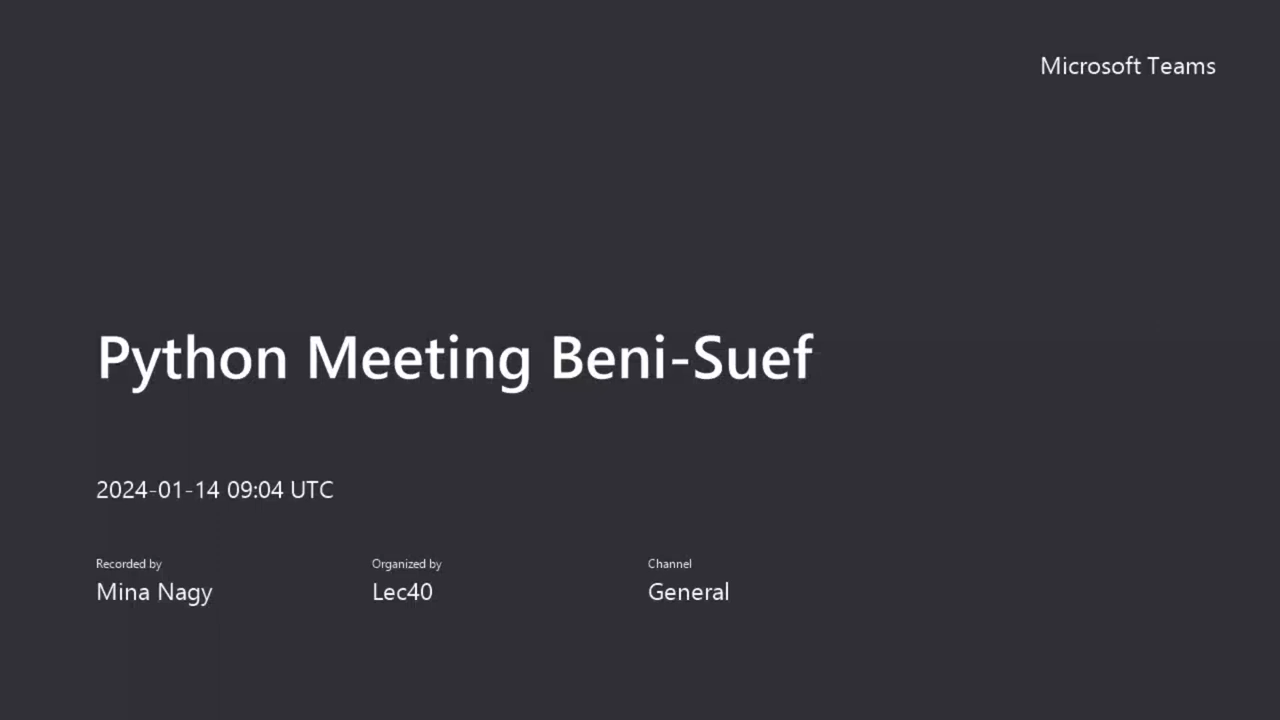 Microsoft Teams
Python Meeting Beni-Suef
2024-01-14 09:04 UTC
Recorded by
Mina Nagy
Organized by
Lec40
Channel
General